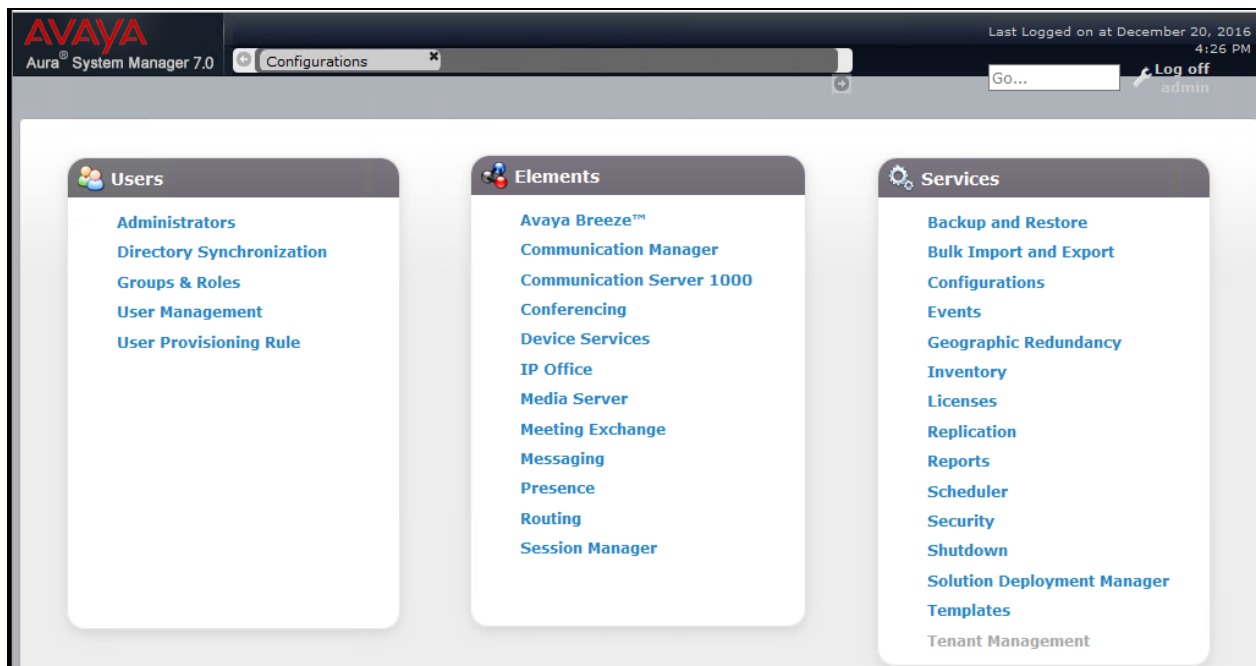 AVAYA
Aura® System Manager 7.0
Configurations
Last Logged on at December 20, 2016
4:26 PM
Go...
Log off
admin
Users
Administrators
Directory Synchronization
Groups & Roles
User Management
User Provisioning Rule
Elements
Avaya Breeze™
Communication Manager
Communication Server 1000
Conferencing
Device Services
IP Office
Media Server
Meeting Exchange
Messaging
Presence
Routing
Session Manager
Services
Backup and Restore
Bulk Import and Export
Configurations
Events
Geographic Redundancy
Inventory
Licenses
Replication
Reports
Scheduler
Security
Shutdown
Solution Deployment Manager
Templates
Tenant Management